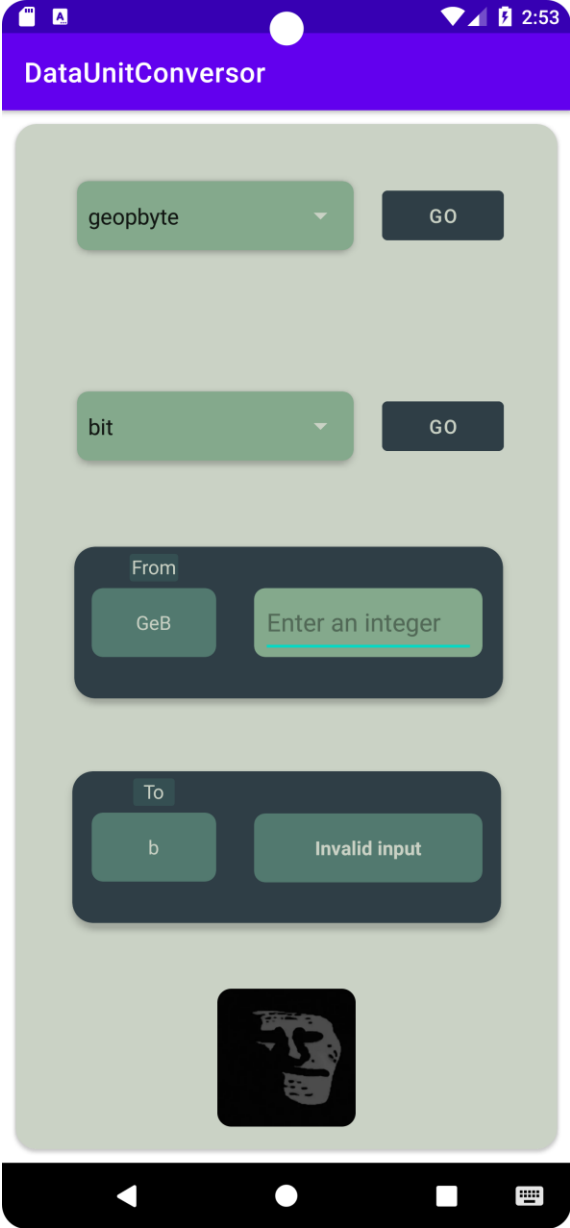 2:53
DataUnitConversor
geopbyte
GO
bit
GO
From
GeB
Enter an integer
To
b
Invalid input